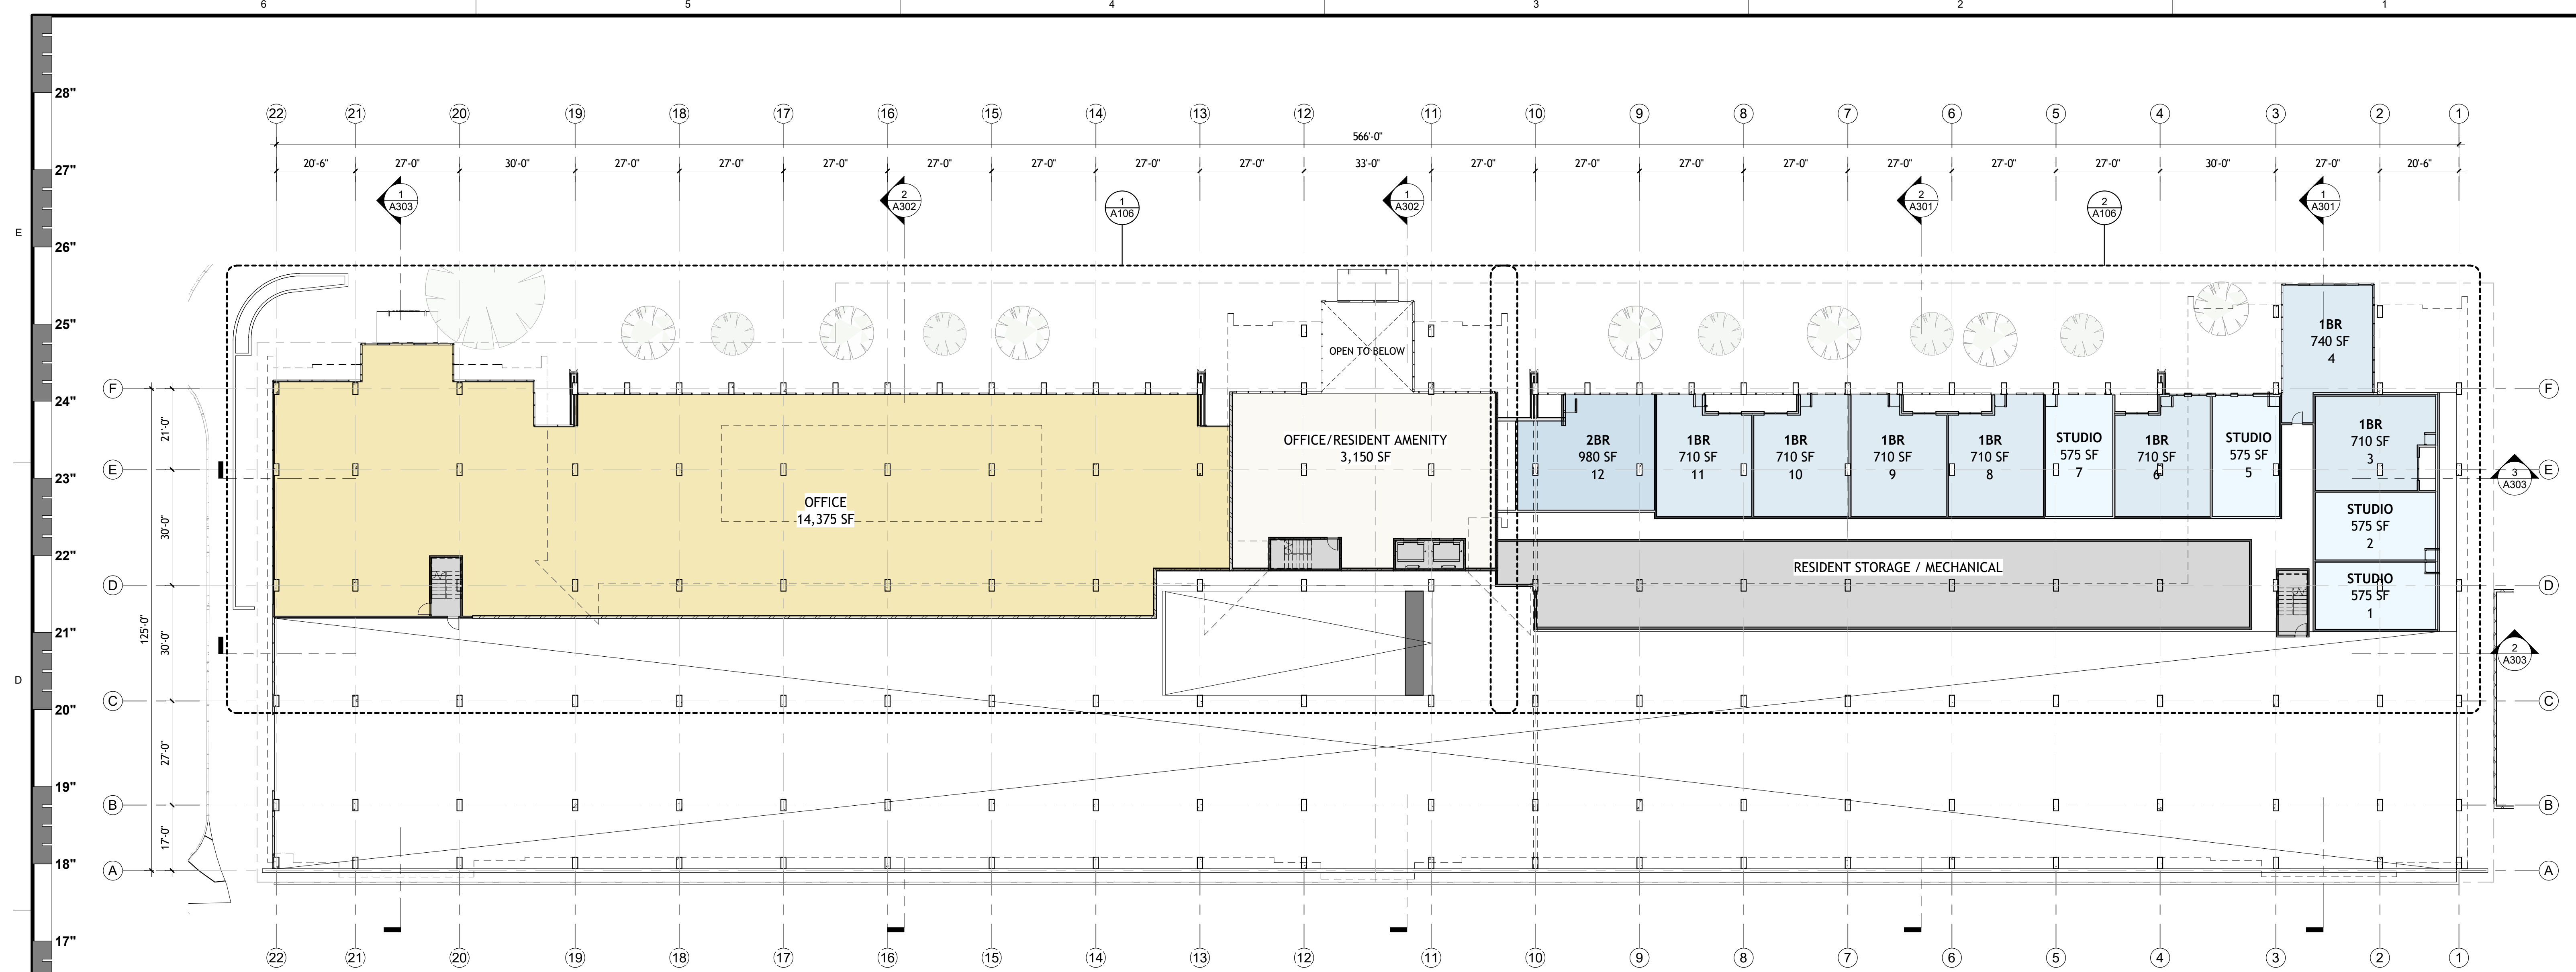 6 5 4 3 2 1
28"
(22) (21) (20) (19) (18) (17) (16) (15) (14) (13) (12) (11) (10) 9 8 7 6 5 4 3 2 1
566'-0"
27"
20'-6" 27'-0" 30'-0" 27'-0" 27'-0" 27'-0" 27'-0" 27'-0" 27'-0" 27'-0" 33'-0" 27'-0" 27'-0" 27'-0" 27'-0" 27'-0" 27'-0" 27'-0" 30'-0" 27'-0" 20'-6"
1 2 1 1 2 2 1
A303 A302 A106 A302 A301 A106 A301
E
26"
25"
1BR
740 SF
4
OPEN TO BELOW
F F
24"
21'-0"
OFFICE/RESIDENT AMENITY
3,150 SF
2BR
980 SF
12
1BR
710 SF
11
1BR
710 SF
10
1BR
710 SF
9
1BR
710 SF
8
STUDIO
575 SF
7
1BR
710 SF
6
STUDIO
575 SF
5
1BR
710 SF
3
E E
23"
3
A303
OFFICE
14,375 SF
30'-0"
STUDIO
575 SF
2
22"
RESIDENT STORAGE / MECHANICAL
D D
STUDIO
575 SF
1
21"
125'-0"
30'-0"
2
A303
D
C C
20"
27'-0"
19"
B B
17'-0"
18"
A A
17"
(22) (21) (20) (19) (18) (17) (16) (15) (14) (13) (12) (11) (10) 9 8 7 6 5 4 3 2 1